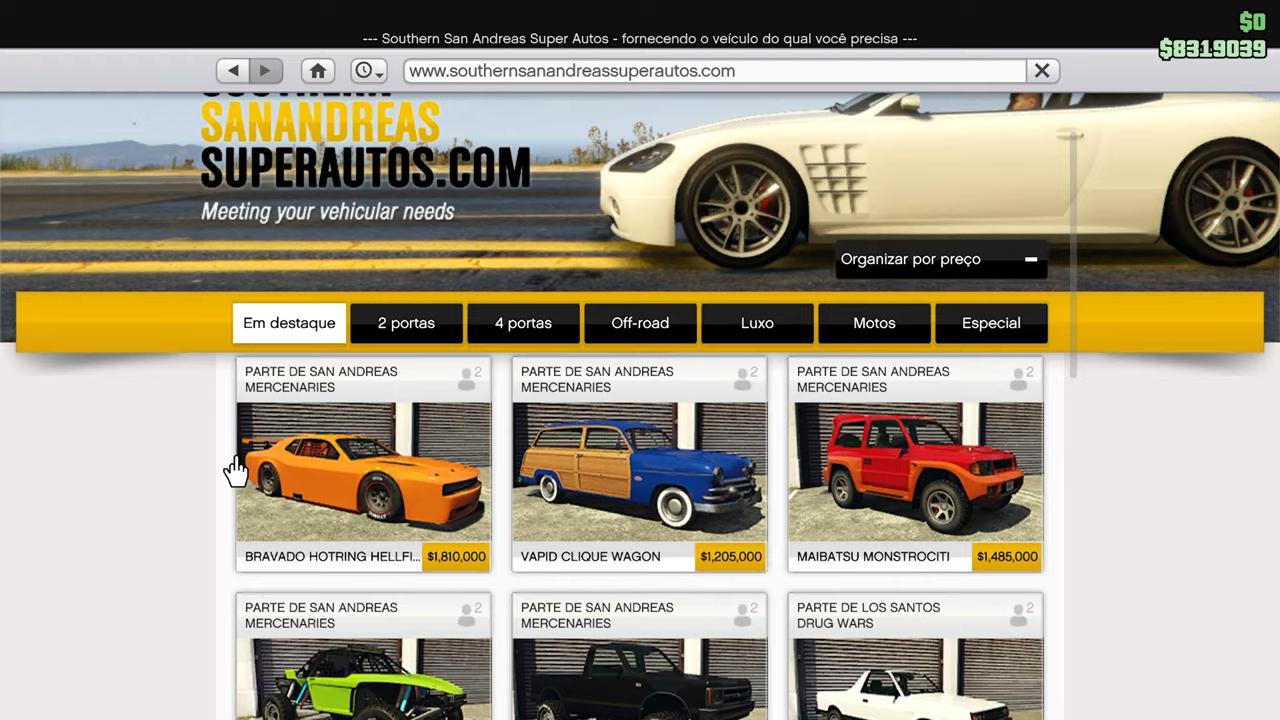 $0
--- Southern San Andreas Super Autos - fornecendo o veículo do qual você precisa ---
$8319039
www.southernsanandreassuperautos.com
SOUTHERN
SANANDREAS
SUPERAUTOS.COM
Meeting your vehicular needs
Organizar por preço
Em destaque 2 portas 4 portas Off-road Luxo Motos Especial
PARTE DE SAN ANDREAS
MERCENARIES
2
PARTE DE SAN ANDREAS
MERCENARIES
2
PARTE DE SAN ANDREAS
MERCENARIES
2
BRAVADO HOTRING HELLFI... $1,810,000
VAPID CLIQUE WAGON $1,205,000
MAIBATSU MONSTROCITI $1,485,000
PARTE DE SAN ANDREAS
MERCENARIES
2
PARTE DE SAN ANDREAS
MERCENARIES
2
PARTE DE LOS SANTOS
DRUG WARS
2